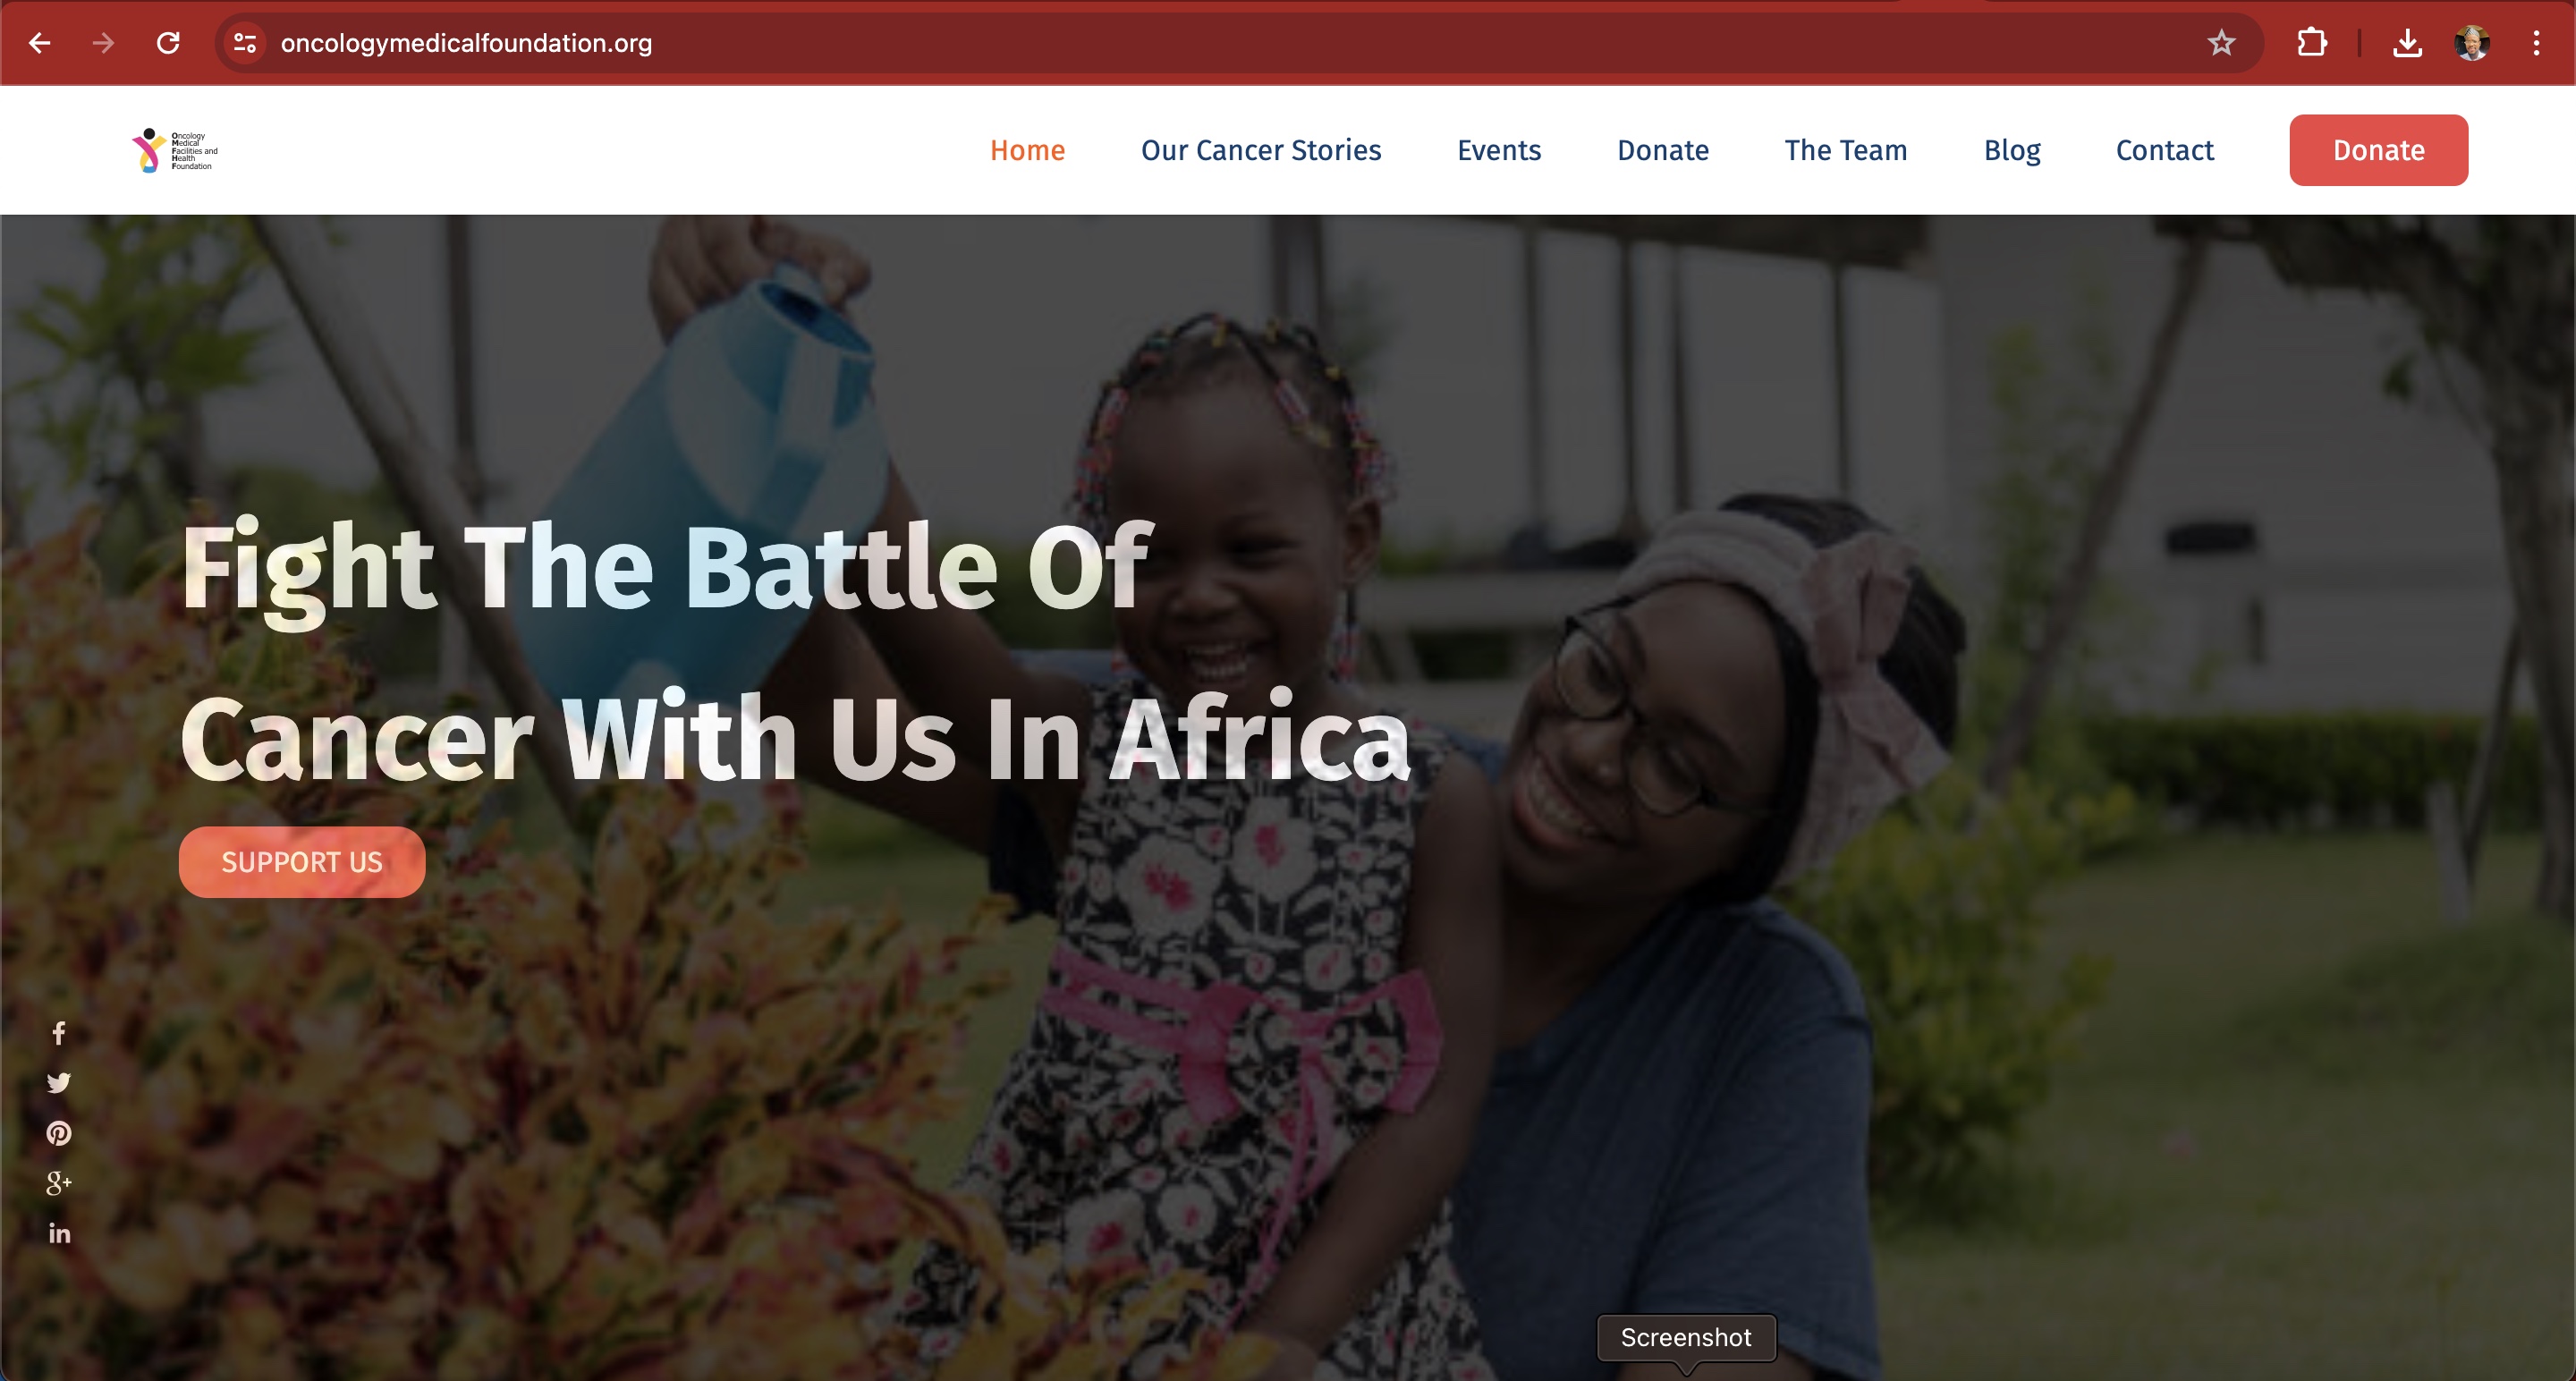 oncologymedicalfoundation.org
Oncology
Medical
Facilities and
Health
Foundation
Home
Our Cancer Stories
Events
Donate
The Team
Blog
Contact
Donate
Fight The Battle Of
Cancer With Us In Africa
SUPPORT US
Screenshot